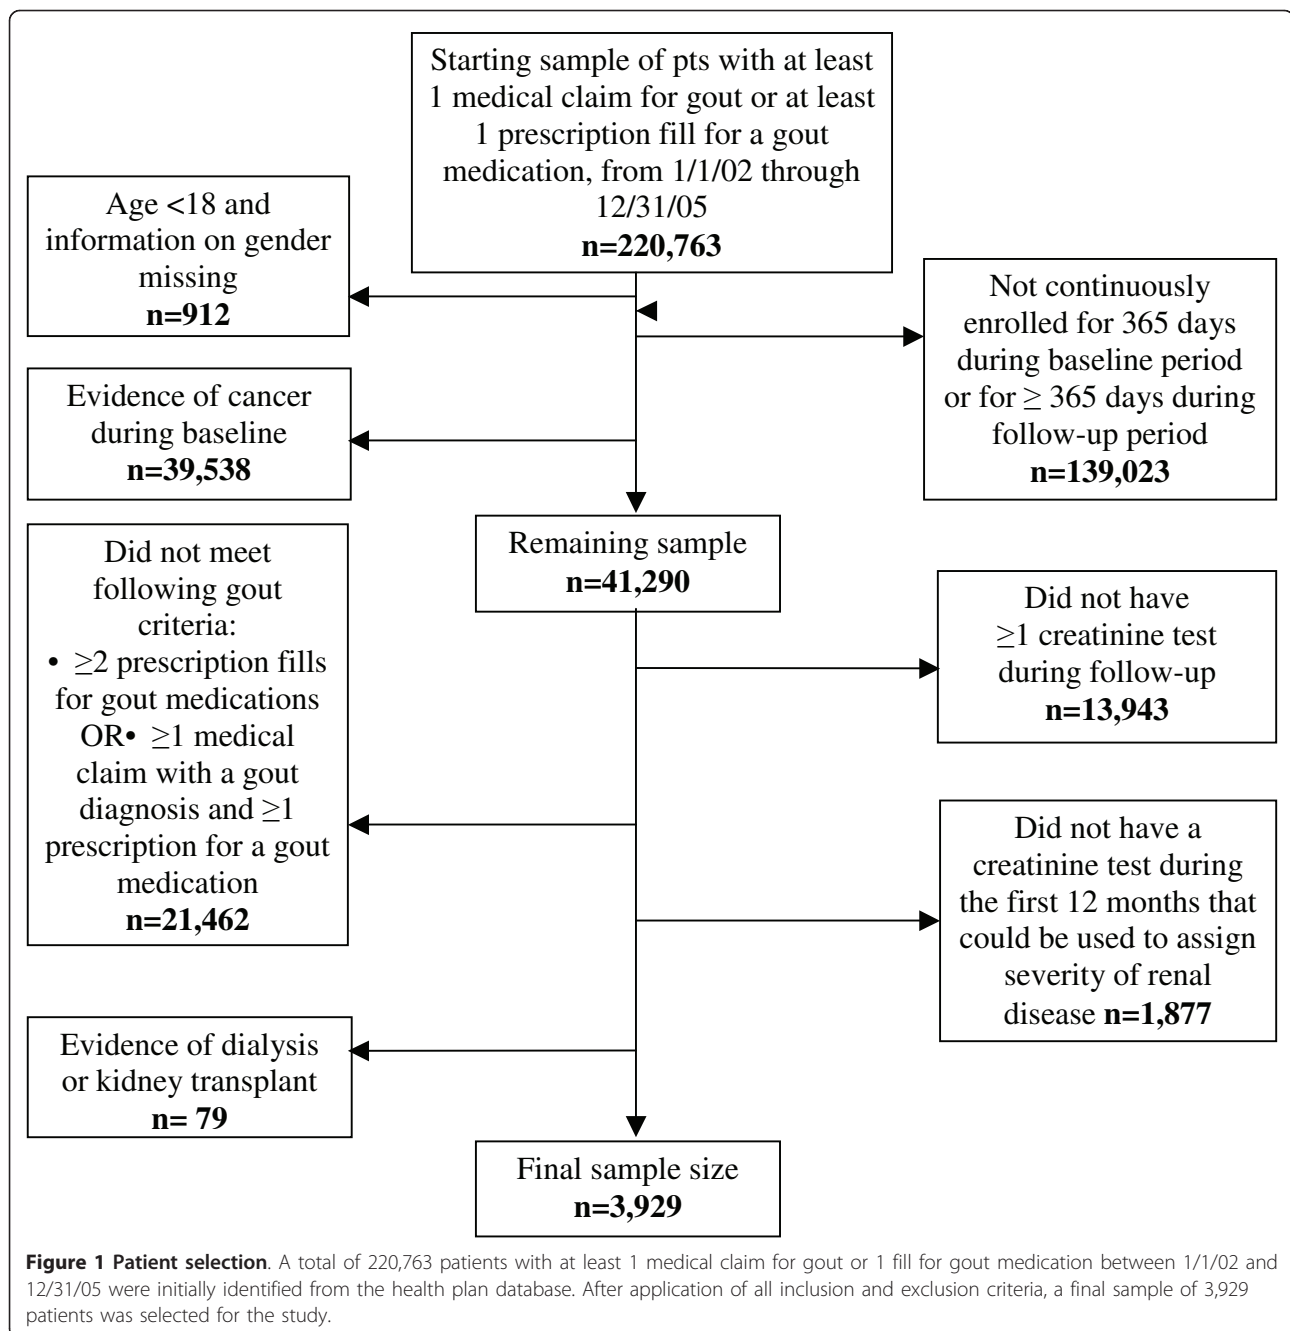 Starting sample of pts with at least
1 medical claim for gout or at least
1 prescription fill for a gout
medication, from 1/1/02 through
12/31/05
n=220,763
Age <18 and
information on gender
missing
n=912
Not continuously
enrolled for 365 days
during baseline period
or for ≥ 365 days during
follow-up period
n=139,023
Evidence of cancer
during baseline
n=39,538
Remaining sample
n=41,290
Did not meet
following gout
criteria:
• ≥2 prescription fills
for gout medications
OR• ≥1 medical
claim with a gout
diagnosis and ≥1
prescription for a gout
medication
n=21,462
Did not have
≥1 creatinine test
during follow-up
n=13,943
Did not have a
creatinine test during
the first 12 months that
could be used to assign
severity of renal
disease n=1,877
Evidence of dialysis
or kidney transplant
n= 79
Final sample size
n=3,929
Figure 1 Patient selection. A total of 220,763 patients with at least 1 medical claim for gout or 1 fill for gout medication between 1/1/02 and
12/31/05 were initially identified from the health plan database. After application of all inclusion and exclusion criteria, a final sample of 3,929
patients was selected for the study.